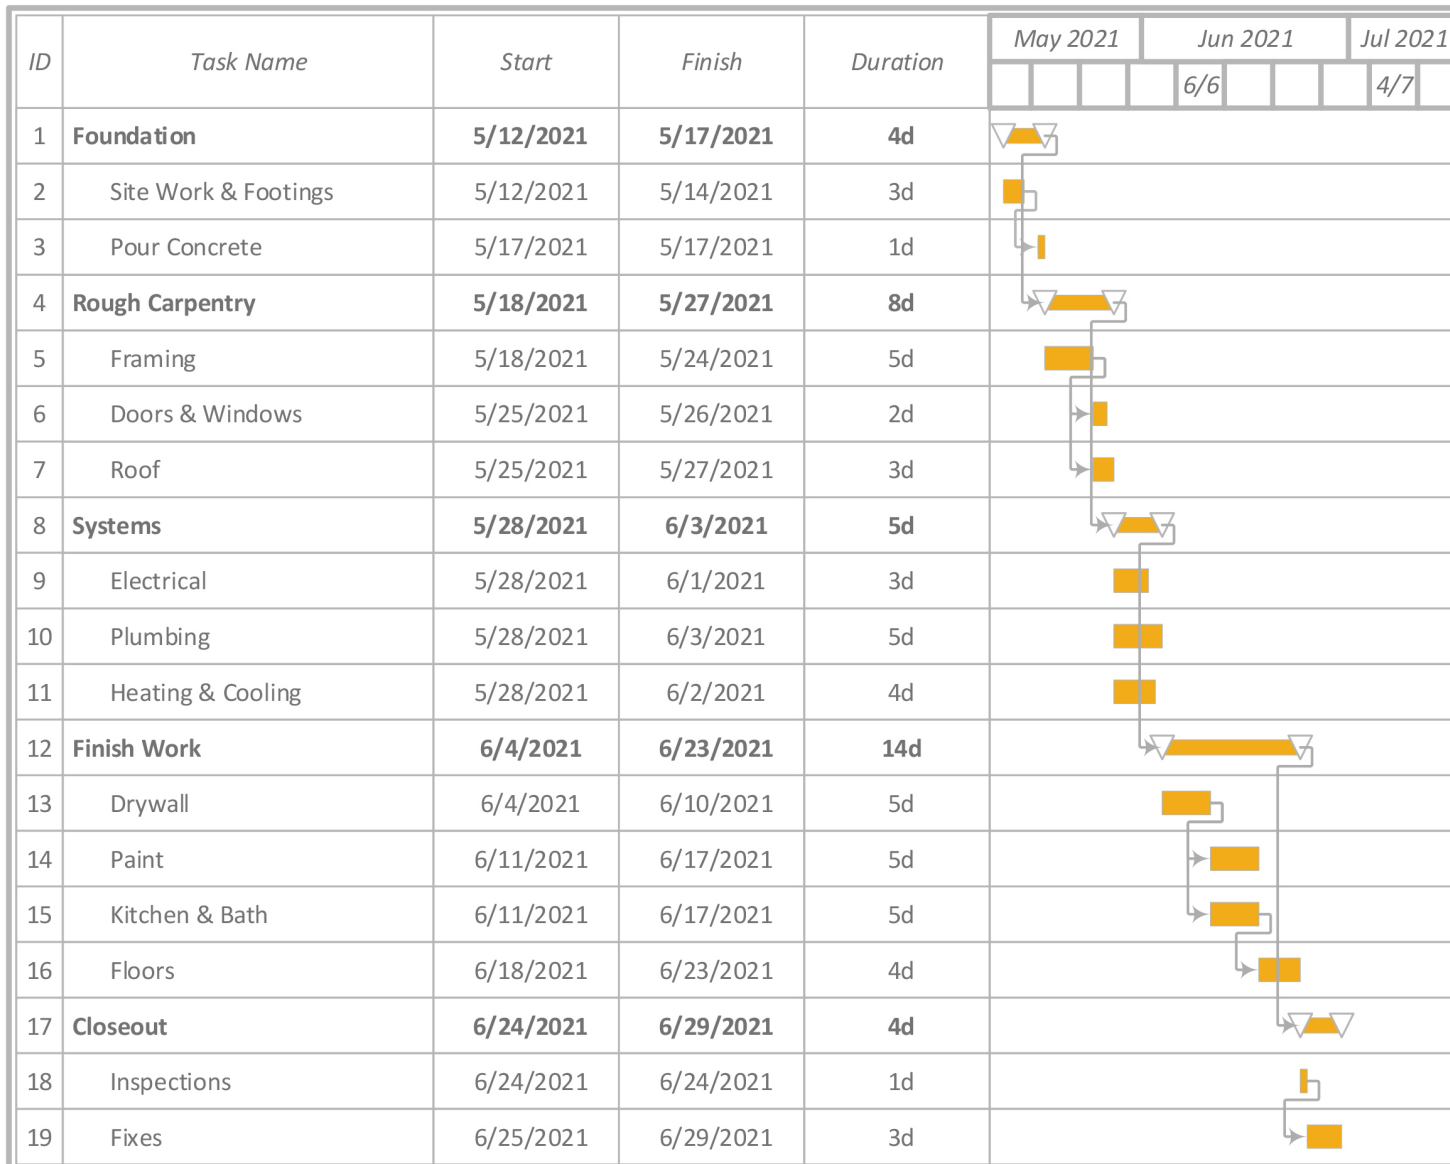 ID Task Name Start Finish Duration May 2021 Jun 2021 Jul 2021
6/6 4/7
1 Foundation 5/12/2021 5/17/2021 4d
2 Site Work & Footings 5/12/2021 5/14/2021 3d
3 Pour Concrete 5/17/2021 5/17/2021 1d
4 Rough Carpentry 5/18/2021 5/27/2021 8d
5 Framing 5/18/2021 5/24/2021 5d
6 Doors & Windows 5/25/2021 5/26/2021 2d
7 Roof 5/25/2021 5/27/2021 3d
8 Systems 5/28/2021 6/3/2021 5d
9 Electrical 5/28/2021 6/1/2021 3d
10 Plumbing 5/28/2021 6/3/2021 5d
11 Heating & Cooling 5/28/2021 6/2/2021 4d
12 Finish Work 6/4/2021 6/23/2021 14d
13 Drywall 6/4/2021 6/10/2021 5d
14 Paint 6/11/2021 6/17/2021 5d
15 Kitchen & Bath 6/11/2021 6/17/2021 5d
16 Floors 6/18/2021 6/23/2021 4d
17 Closeout 6/24/2021 6/29/2021 4d
18 Inspections 6/24/2021 6/24/2021 1d
19 Fixes 6/25/2021 6/29/2021 3d